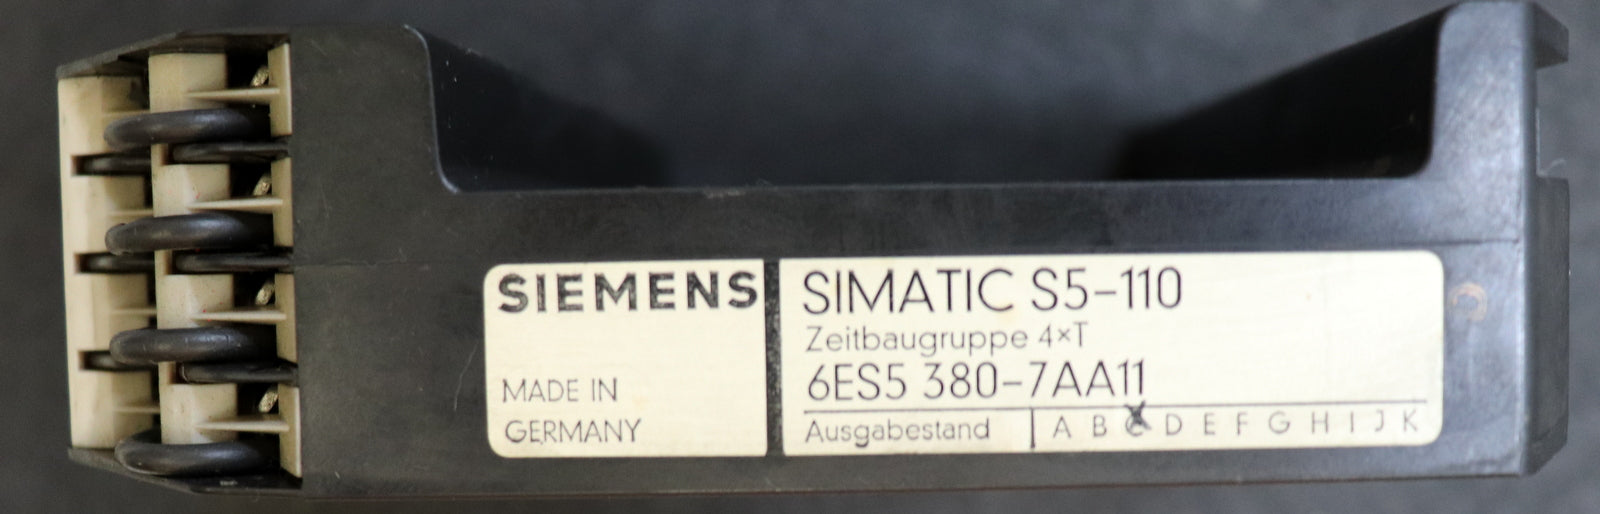 SIEMENS
MADE IN
GERMANY
SIMATIC S5-110
Zeitbaugruppe 4×T
6ES5 380-7AA11
Ausgabestand A B C D E F G H I J K